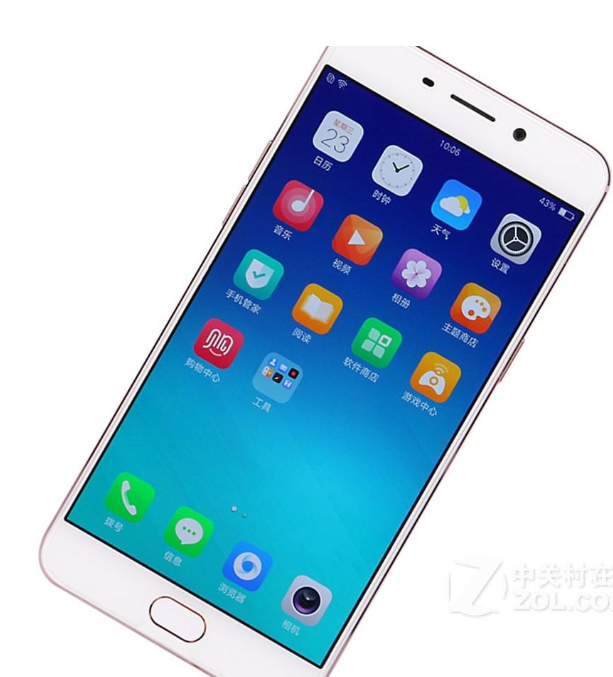 10:06
43%
星期三
23
日历
时钟
天气
设置
音乐
视频
相册
主题商店
手机管家
阅读
软件商店
游戏中心
购物中心
工具
拨号
信息
浏览器
相机
中关村在
ZOL.CO